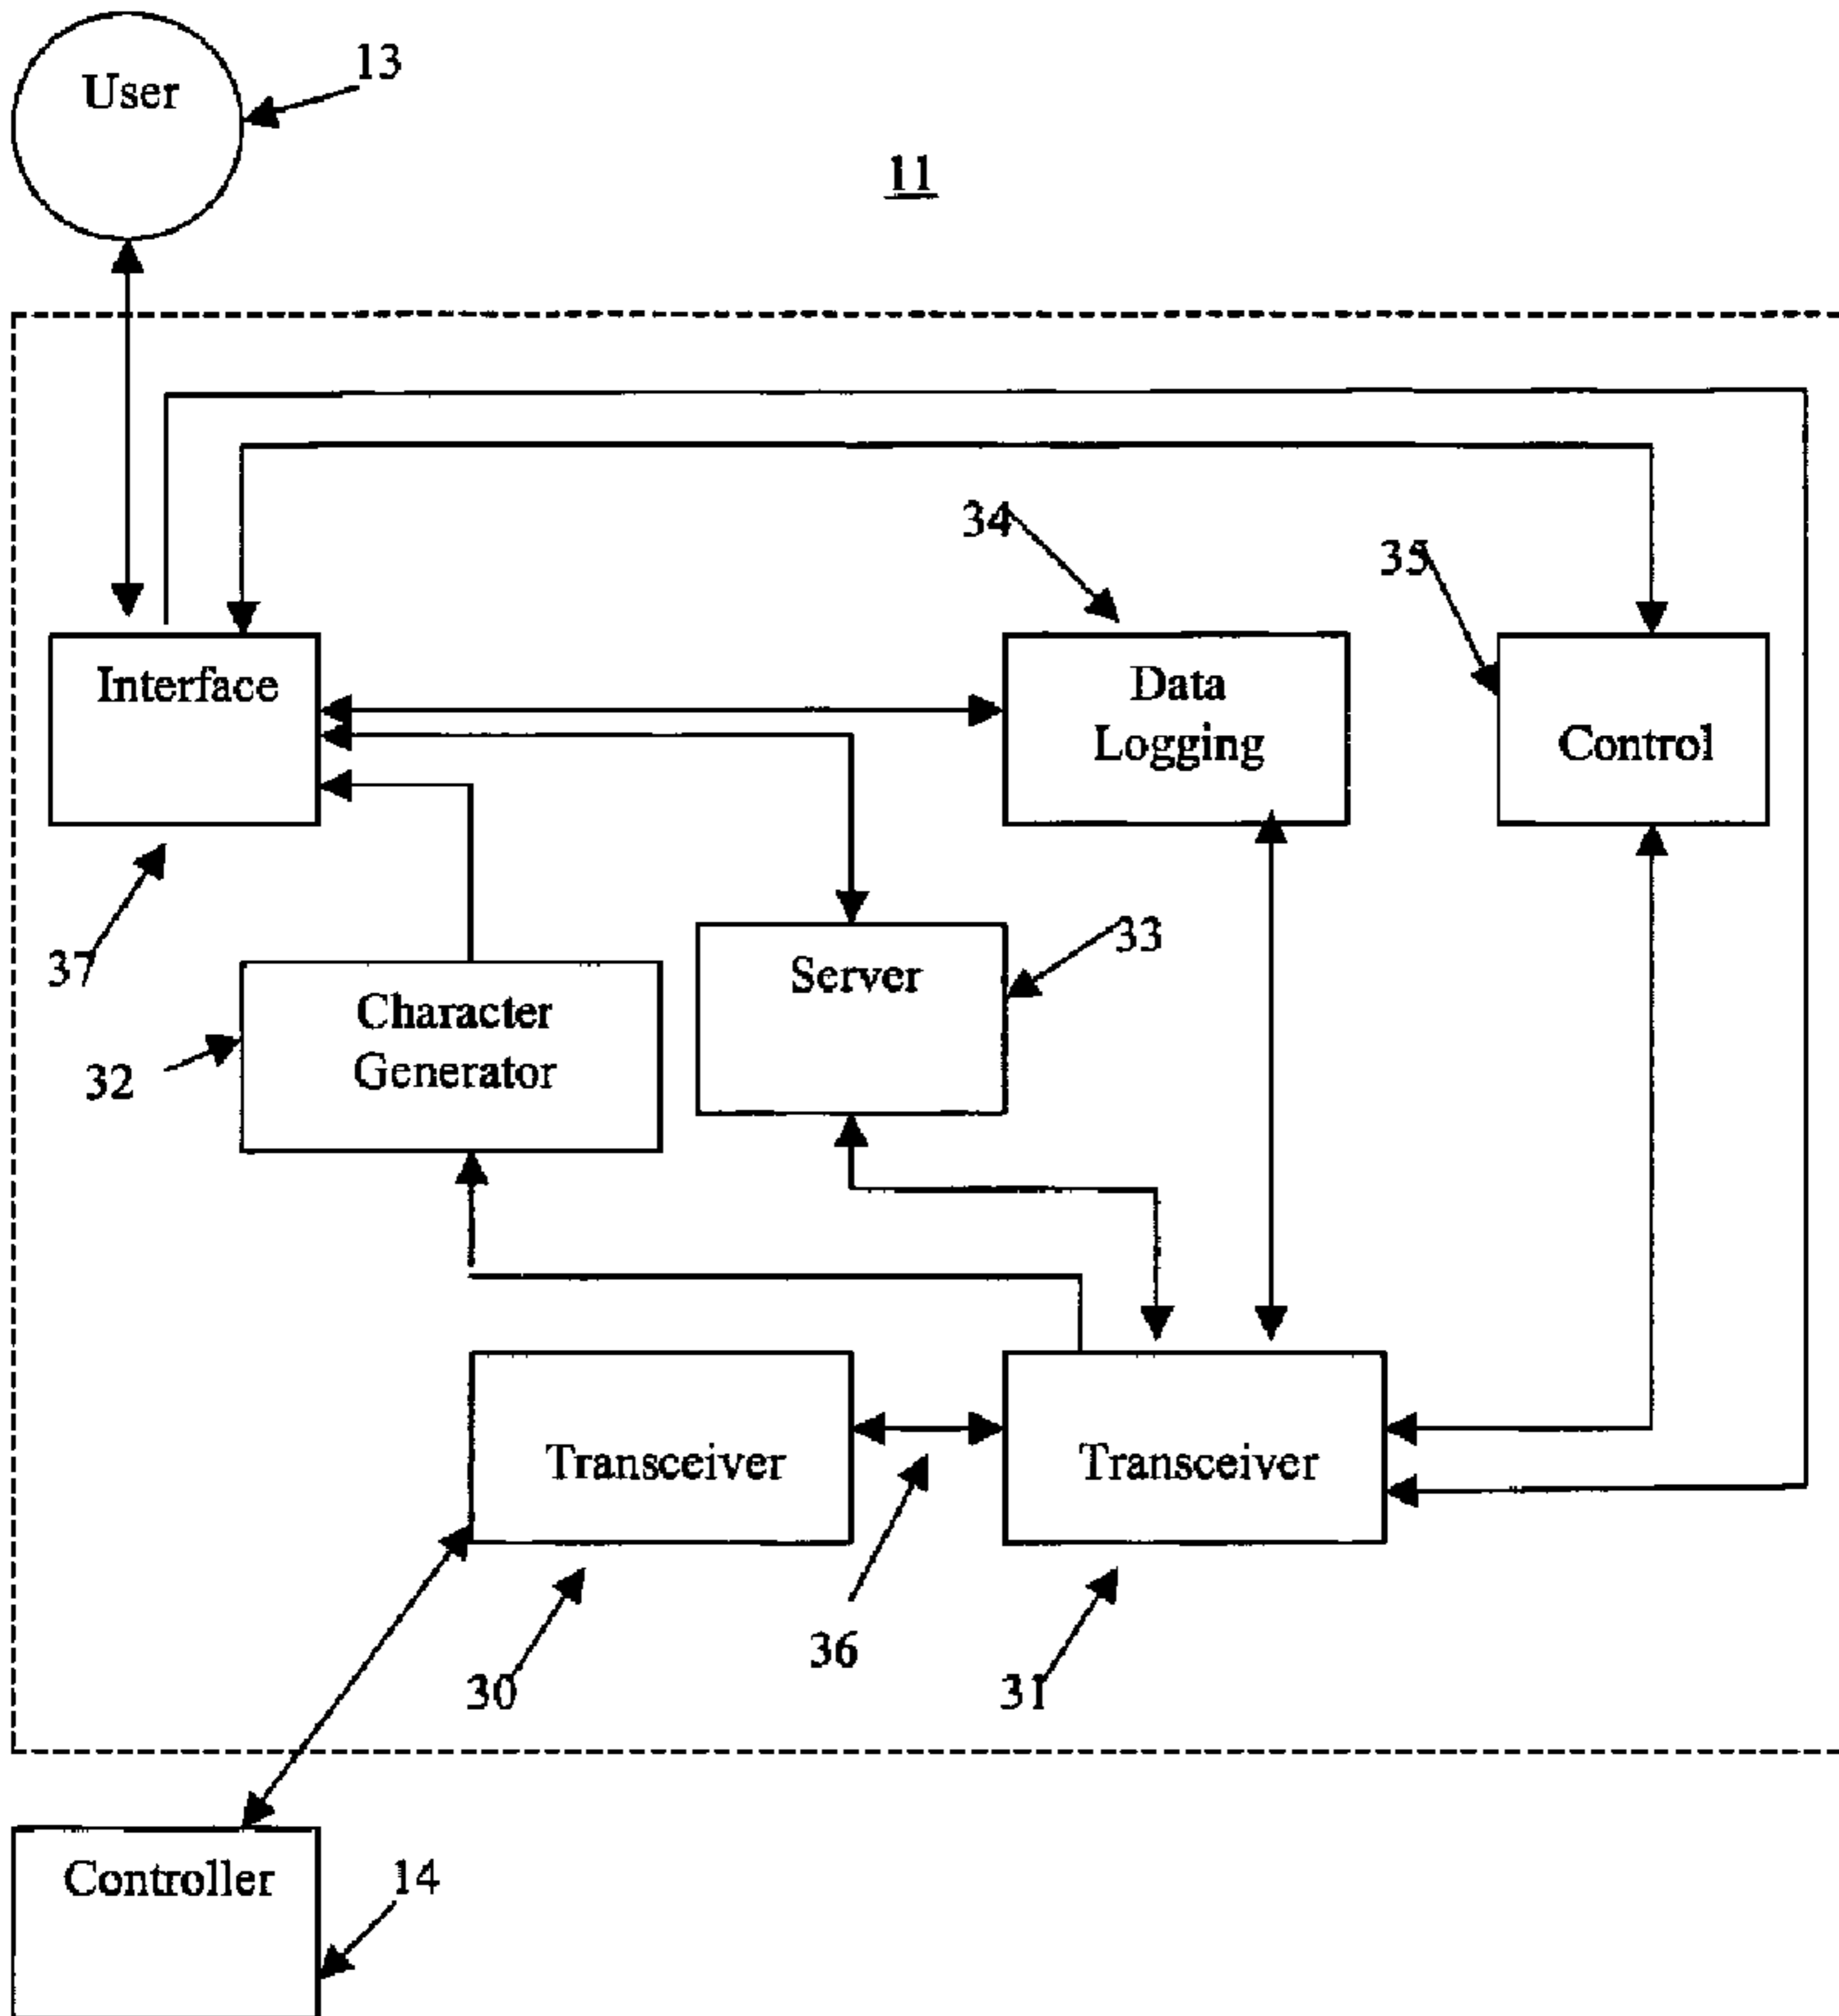 User
13
11
34
35
Interface
Data
Logging
Control
37
33
Server
Character
Generator
32
Transceiver
Transceiver
36
30
31
Controller
14